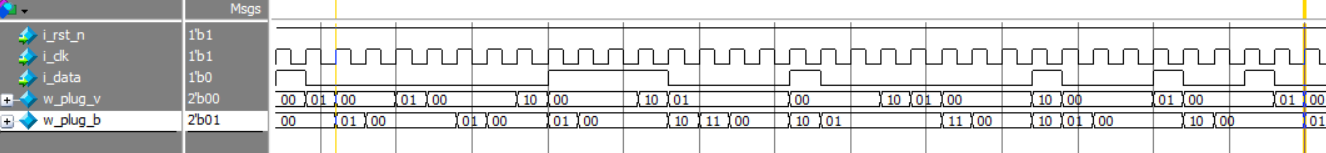 Msgs
i_rst_n 1'b1
i_clk 1'b1
i_data 1'b0
w_plug_v 2'b00 00 01 00 01 00 10 00 10 01 00 10 01 00 10 00 01 00 01 00
w_plug_b 2'b01 00 01 00 01 00 01 00 10 11 00 10 01 11 00 10 01 00 10 00 01